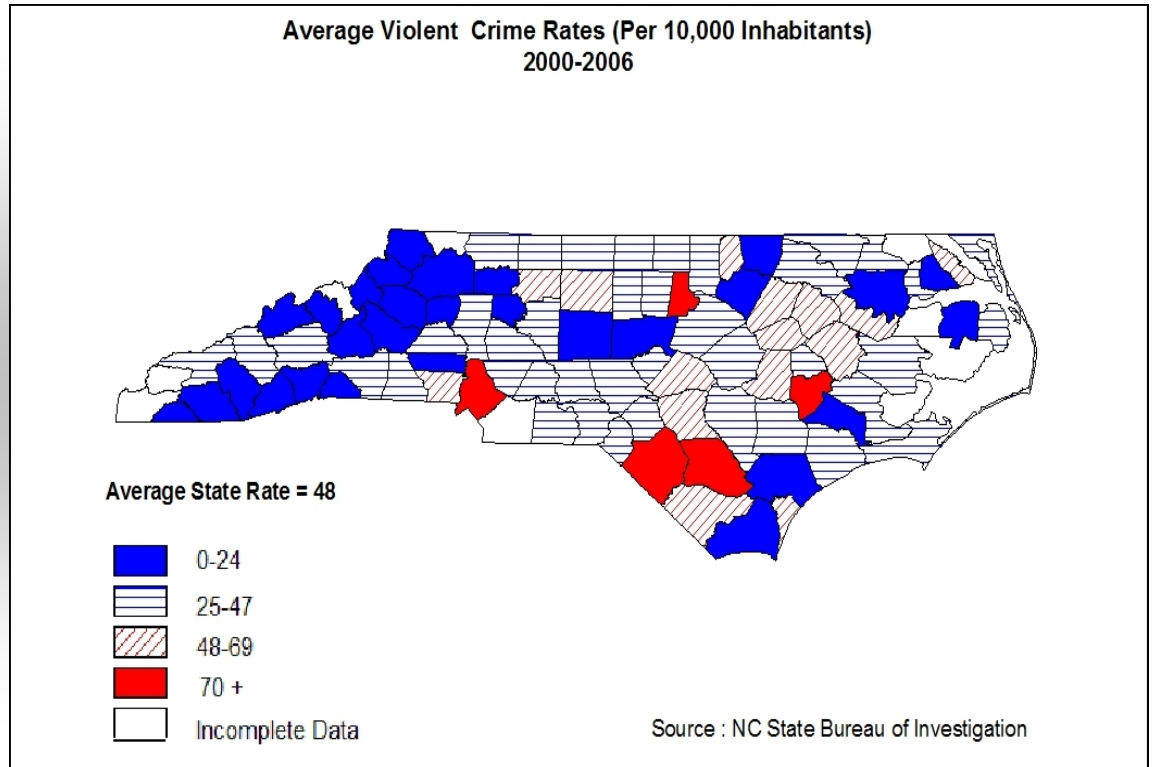 Average Violent Crime Rates (Per 10,000 Inhabitants)
2000-2006
Average State Rate = 48
0-24
25-47
48-69
70 +
Incomplete Data
Source : NC State Bureau of Investigation